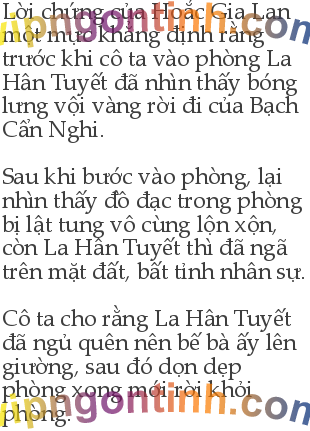 Lời chứng của Hoắc Gia Lan
một mực khẳng định rằng
trước khi cô ta vào phòng La
Hân Tuyết đã nhìn thấy bóng
lưng vội vàng rời đi của Bạch
Cẩn Nghi.
Sau khi bước vào phòng, lại
nhìn thấy đồ đạc trong phòng
bị lật tung vô cùng lộn xộn,
còn La Hân Tuyết thì đã ngã
trên mặt đất, bất tỉnh nhân sự.
Cô ta cho rằng La Hân Tuyết
đã ngủ quên nên bế bà ấy lên
giường, sau đó dọn dẹp
phòng xong mới rời khỏi
phòng.
vipngontinh.com
vipngontinh.com